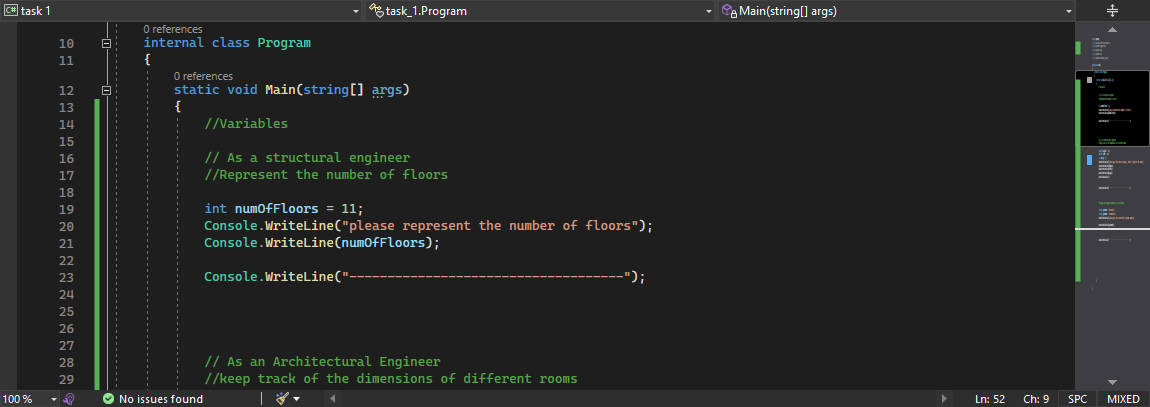 C# task 1 task_1.Program Main(string[] args)
0 references
10 internal class Program
11 {
0 references
12 static void Main(string[] args)
13 {
14 //Variables
15
16 // As a structural engineer
17 //Represent the number of floors
18
19 int numOfFloors = 11;
20 Console.WriteLine("please represent the number of floors");
21 Console.WriteLine(numOfFloors);
22
23 Console.WriteLine("------------------------------------");
24
25
26
27
28 // As an Architectural Engineer
29 //keep track of the dimensions of different rooms
100 % No issues found Ln: 52 Ch: 9 SPC MIXED